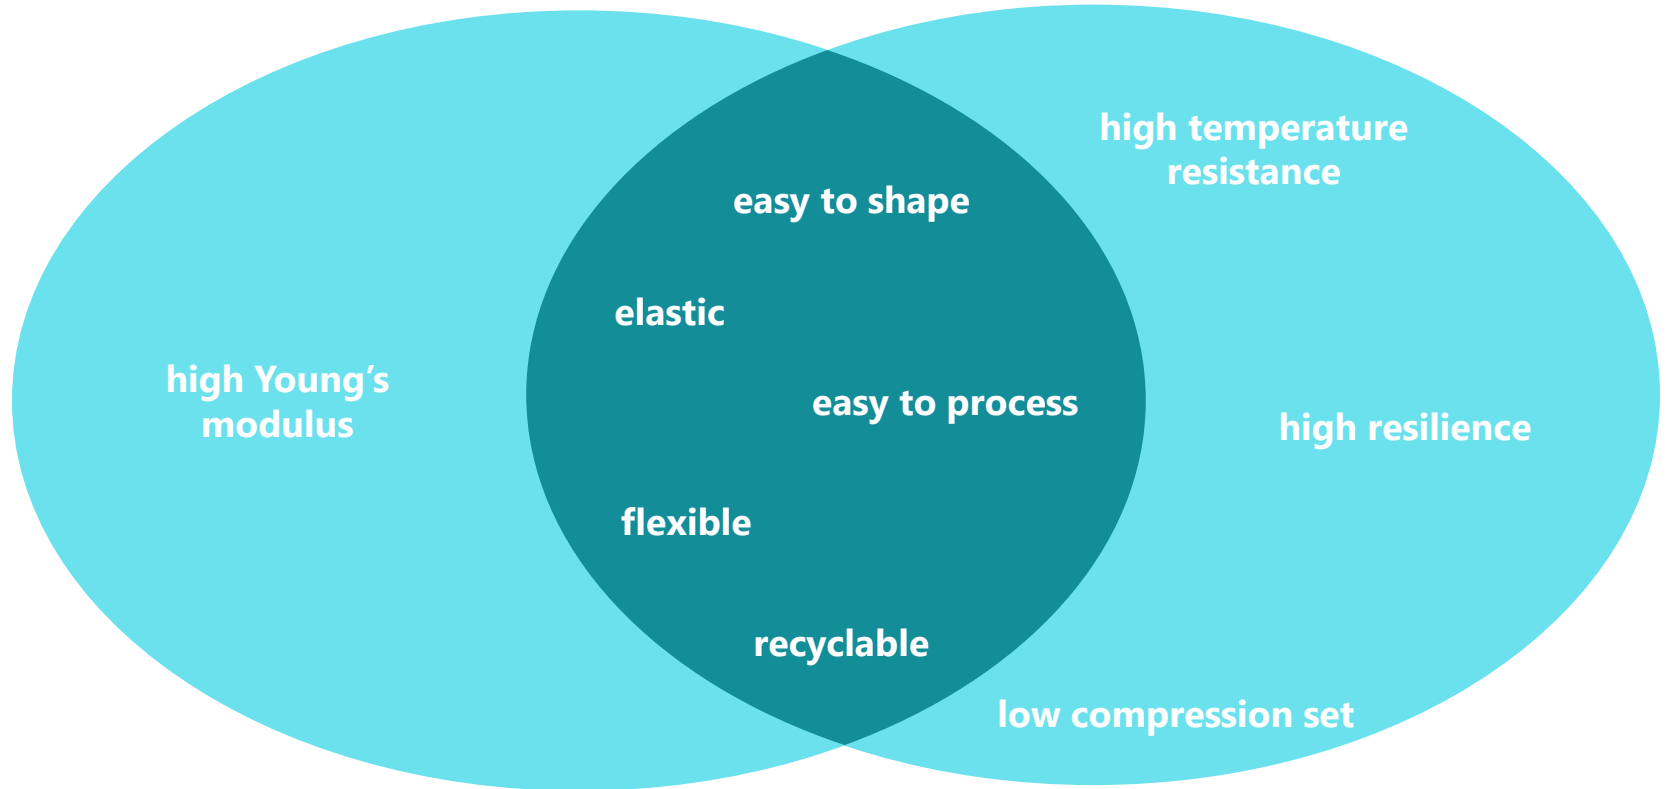 high Young’s
modulus
easy to shape
elastic
easy to process
flexible
recyclable
high temperature
resistance
high resilience
low compression set